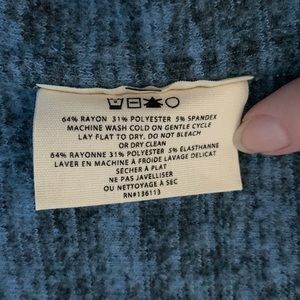 64% RAYON 31% POLYESTER 5% SPANDEX
MACHINE WASH COLD ON GENTLE CYCLE
LAY FLAT TO DRY, DO NOT BLEACH
OR DRY CLEAN
64% RAYONNE 31% POLYESTER 5% ÉLASTHANNE
LAVER EN MACHINE À FROIDE LAVAGE DELICAT
SÉCHER À PLAT
NE PAS JAVELLISER
OU NETTOYAGE À SEC
RN#136113